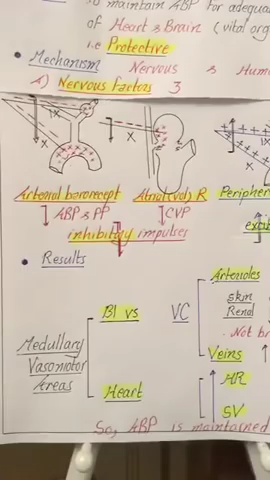 to maintain ABP for adequa
of Heart & Brain (vital org
i.e Protective
• Mechanism Nervous & Hum
A) Nervous factors 3
IX X X
Arterial barorecept Atrial(vol) R Peripher
↓ ABP & PP ↓ CVP
inhibitory impulses
• Results
Arterioles
Skin
Renal
Bl vs VC
Not br
Medullary
Vasomotor
Areas
Veins
Heart
↑ HR
SV
So, ABP is maintained